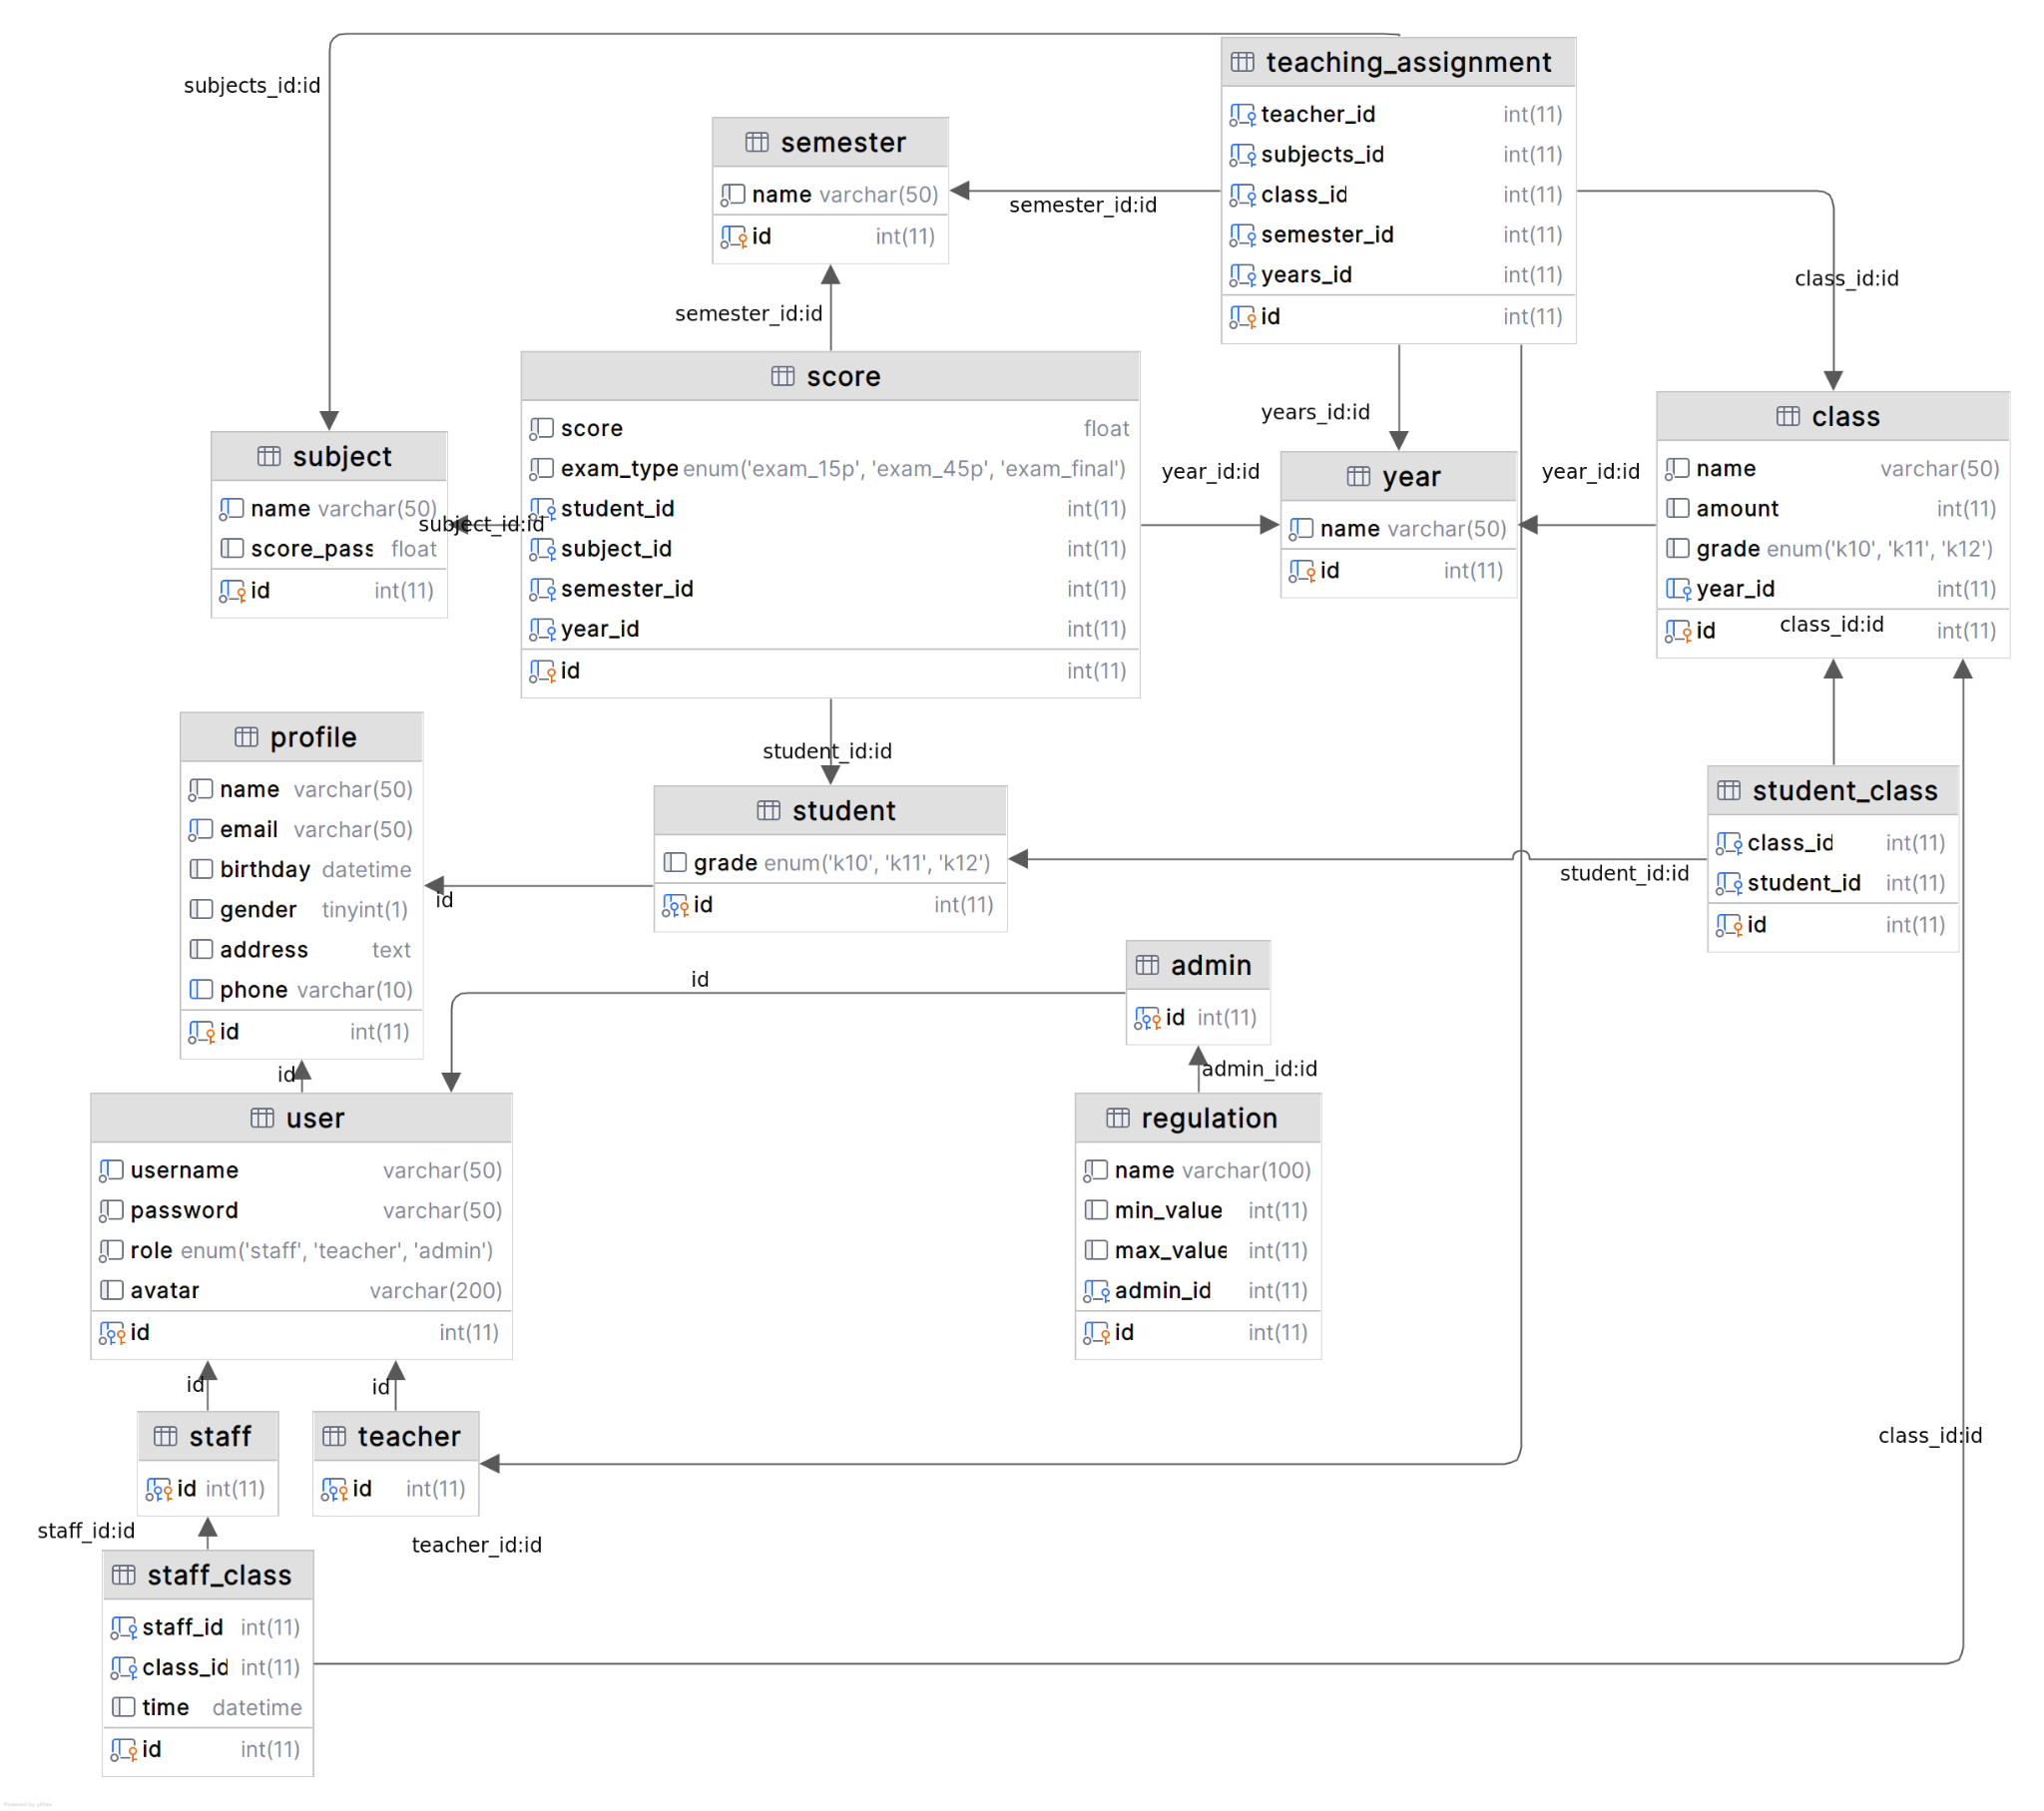 subjects_id:id
teaching_assignment
teacher_id int(11)
subjects_id int(11)
class_id int(11)
semester_id int(11)
years_id int(11)
id int(11)
semester
name varchar(50)
id int(11)
semester_id:id
class_id:id
semester_id:id
score
score float
exam_type enum('exam_15p', 'exam_45p', 'exam_final')
student_id int(11)
subject_id int(11)
semester_id int(11)
year_id int(11)
id int(11)
years_id:id
subject
name varchar(50)
score_pass float
id int(11)
subject_id:id
year_id:id
year
name varchar(50)
id int(11)
year_id:id
class
name varchar(50)
amount int(11)
grade enum('k10', 'k11', 'k12')
year_id int(11)
id int(11)
class_id:id
profile
name varchar(50)
email varchar(50)
birthday datetime
gender tinyint(1)
address text
phone varchar(10)
id int(11)
student_id:id
student
grade enum('k10', 'k11', 'k12')
id int(11)
id
student_id:id
student_class
class_id int(11)
student_id int(11)
id int(11)
id
admin
id int(11)
admin_id:id
id
user
username varchar(50)
password varchar(50)
role enum('staff', 'teacher', 'admin')
avatar varchar(200)
id int(11)
regulation
name varchar(100)
min_value int(11)
max_value int(11)
admin_id int(11)
id int(11)
id
id
staff
id int(11)
teacher
id int(11)
class_id:id
staff_id:id
teacher_id:id
staff_class
staff_id int(11)
class_id int(11)
time datetime
id int(11)
Powered by yFiles